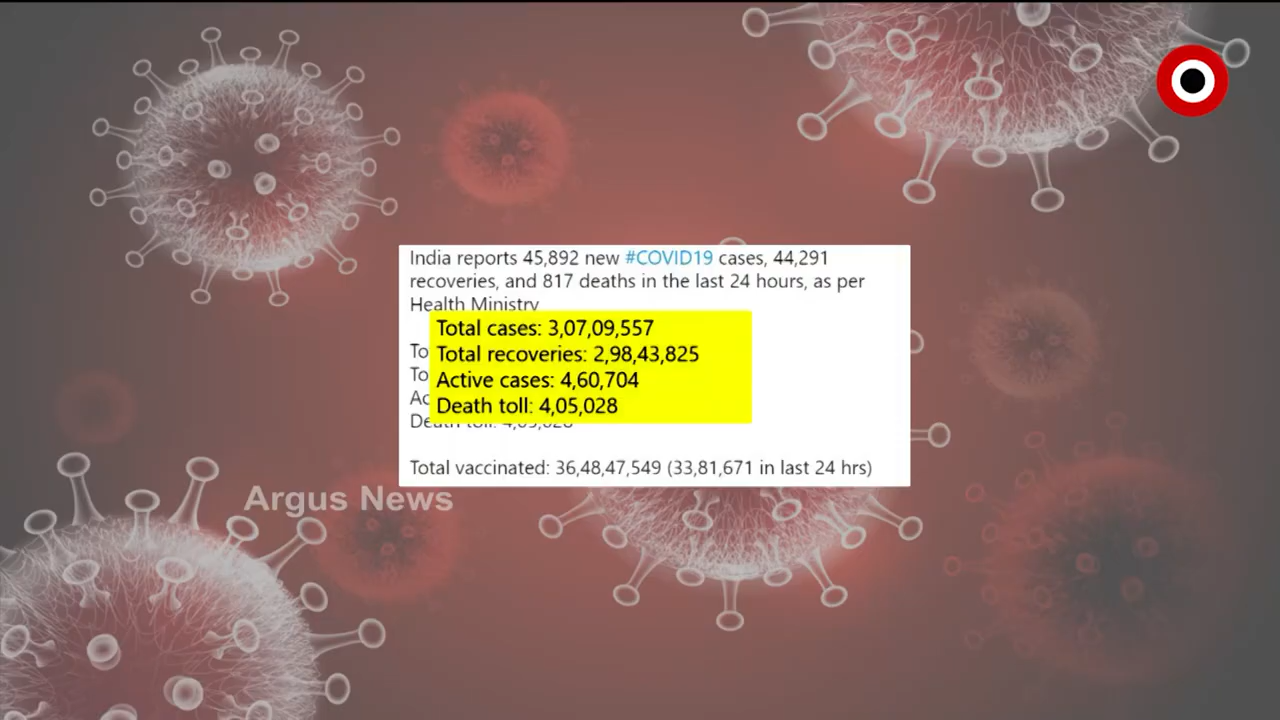 India reports 45,892 new #COVID19 cases, 44,291
recoveries, and 817 deaths in the last 24 hours, as per
Health Ministry
Total cases: 3,07,09,557
Total recoveries: 2,98,43,825
Active cases: 4,60,704
Death toll: 4,05,028
Total vaccinated: 36,48,47,549 (33,81,671 in last 24 hrs)
Argus News